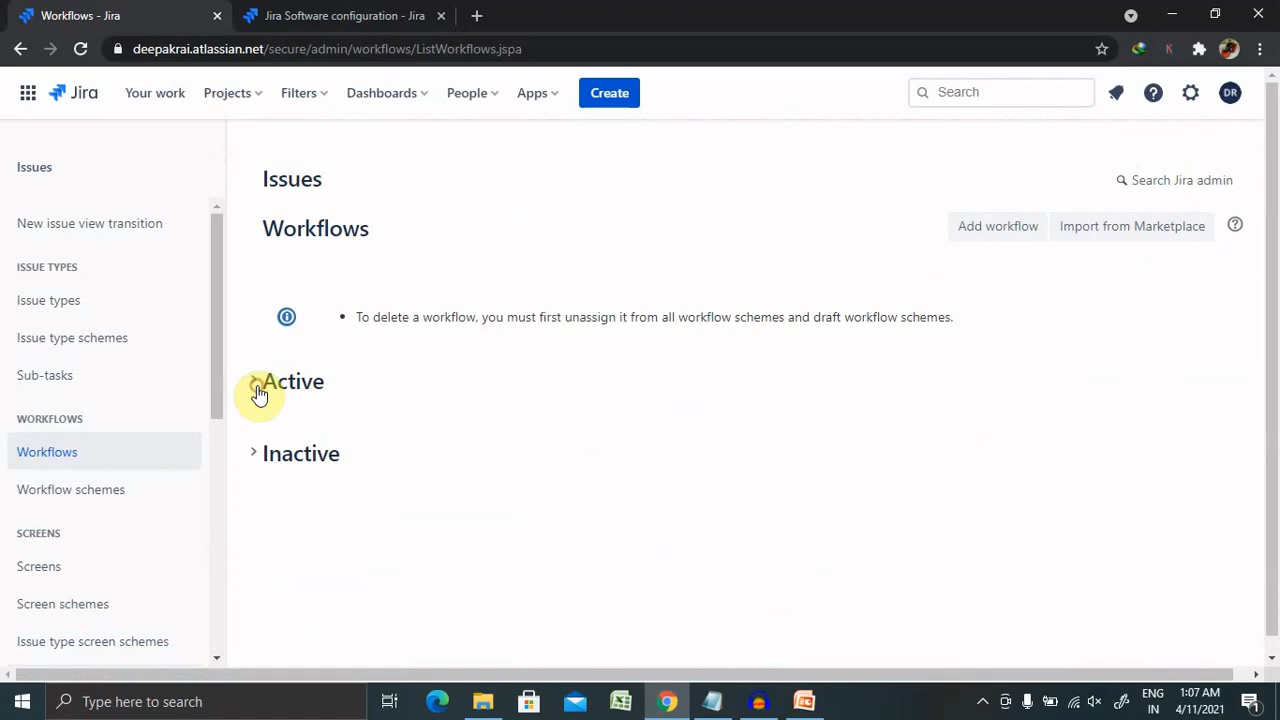 Workflows - Jira
Jira Software configuration - Jira
deepakrai.atlassian.net/secure/admin/workflows/ListWorkflows.jspa
K
Jira
Your work
Projects
Filters
Dashboards
People
Apps
Create
Search
DR
Issues
New issue view transition
ISSUE TYPES
Issue types
Issue type schemes
Sub-tasks
WORKFLOWS
Workflows
Workflow schemes
SCREENS
Screens
Screen schemes
Issue type screen schemes
Issues
Search Jira admin
Workflows
Add workflow
Import from Marketplace
• To delete a workflow, you must first unassign it from all workflow schemes and draft workflow schemes.
Active
Inactive
Type here to search
ENG
IN
1:07 AM
4/11/2021
1